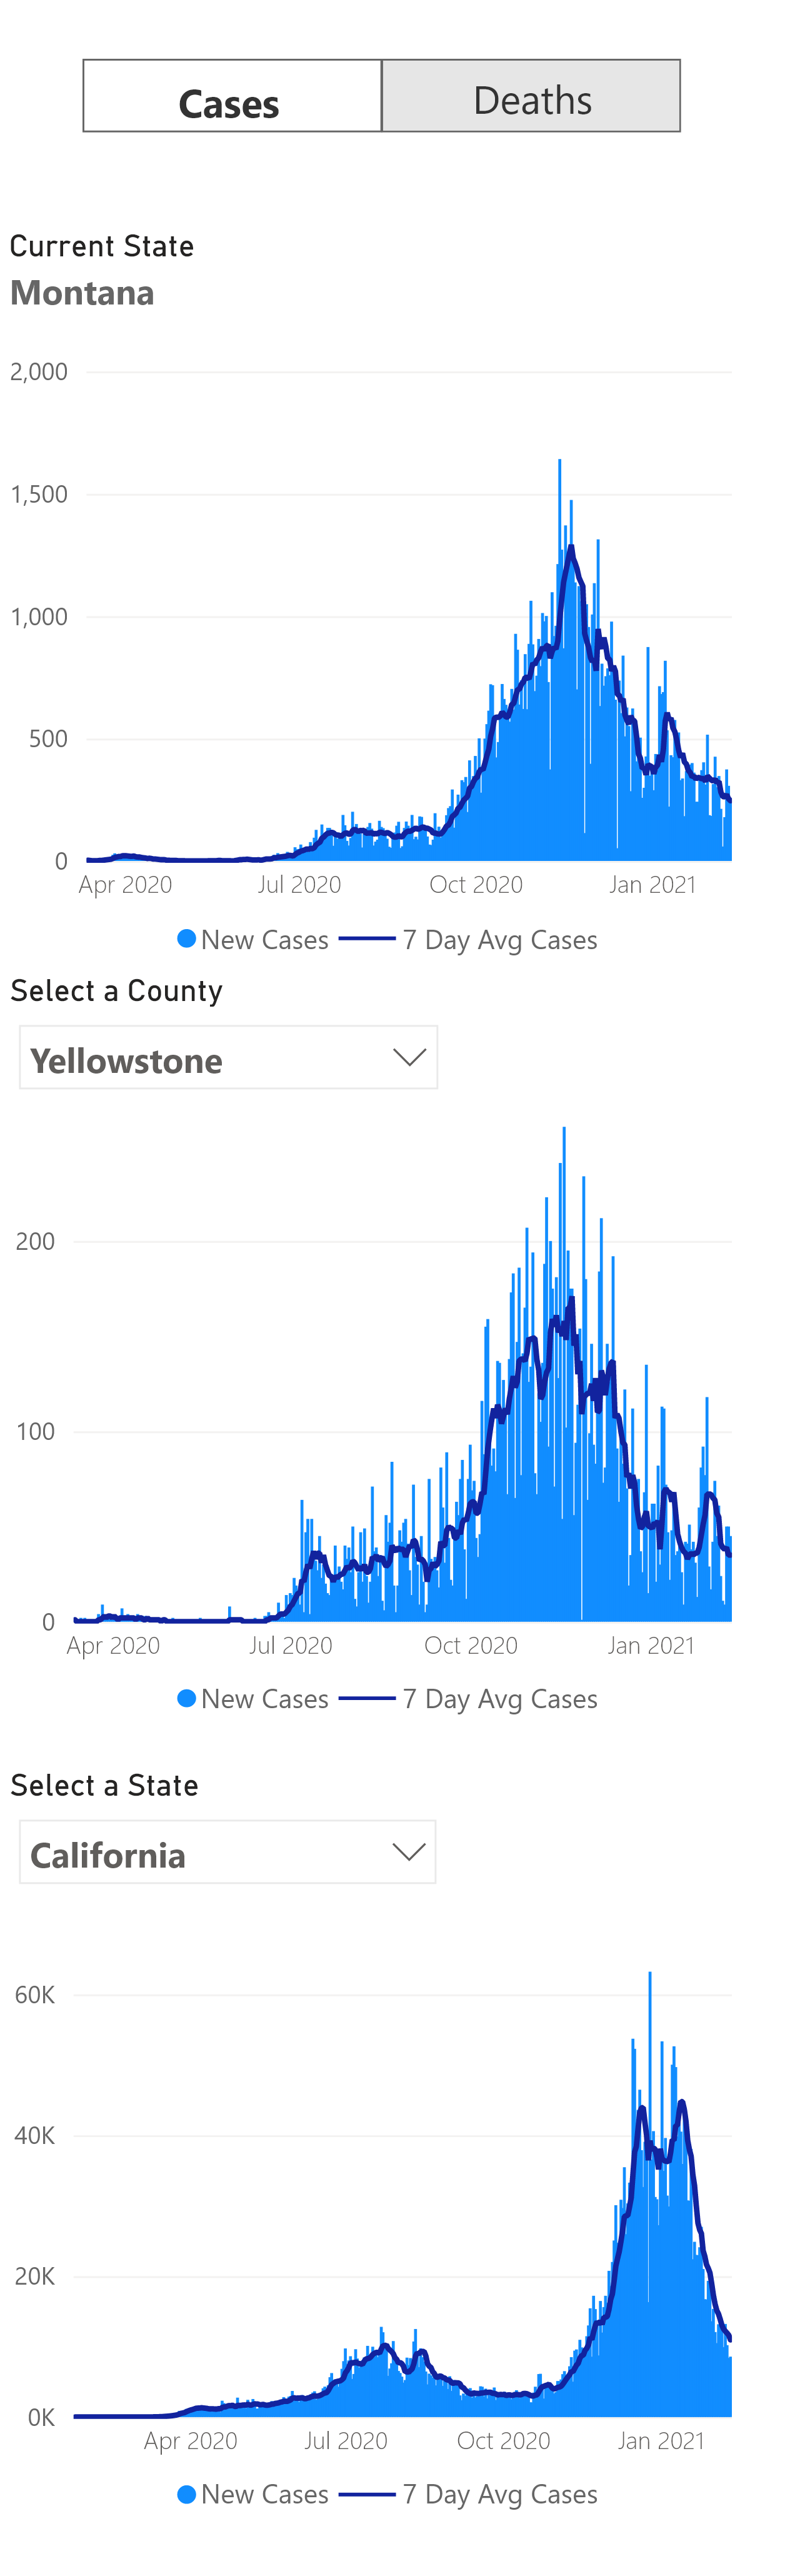 Cases Deaths
Current State
Montana
2,000
1,500
1,000
500
0
Apr 2020 Jul 2020 Oct 2020 Jan 2021
New Cases 7 Day Avg Cases
Select a County
Yellowstone
200
100
0
Apr 2020 Jul 2020 Oct 2020 Jan 2021
New Cases 7 Day Avg Cases
Select a State
California
60K
40K
20K
0K
Apr 2020 Jul 2020 Oct 2020 Jan 2021
New Cases 7 Day Avg Cases